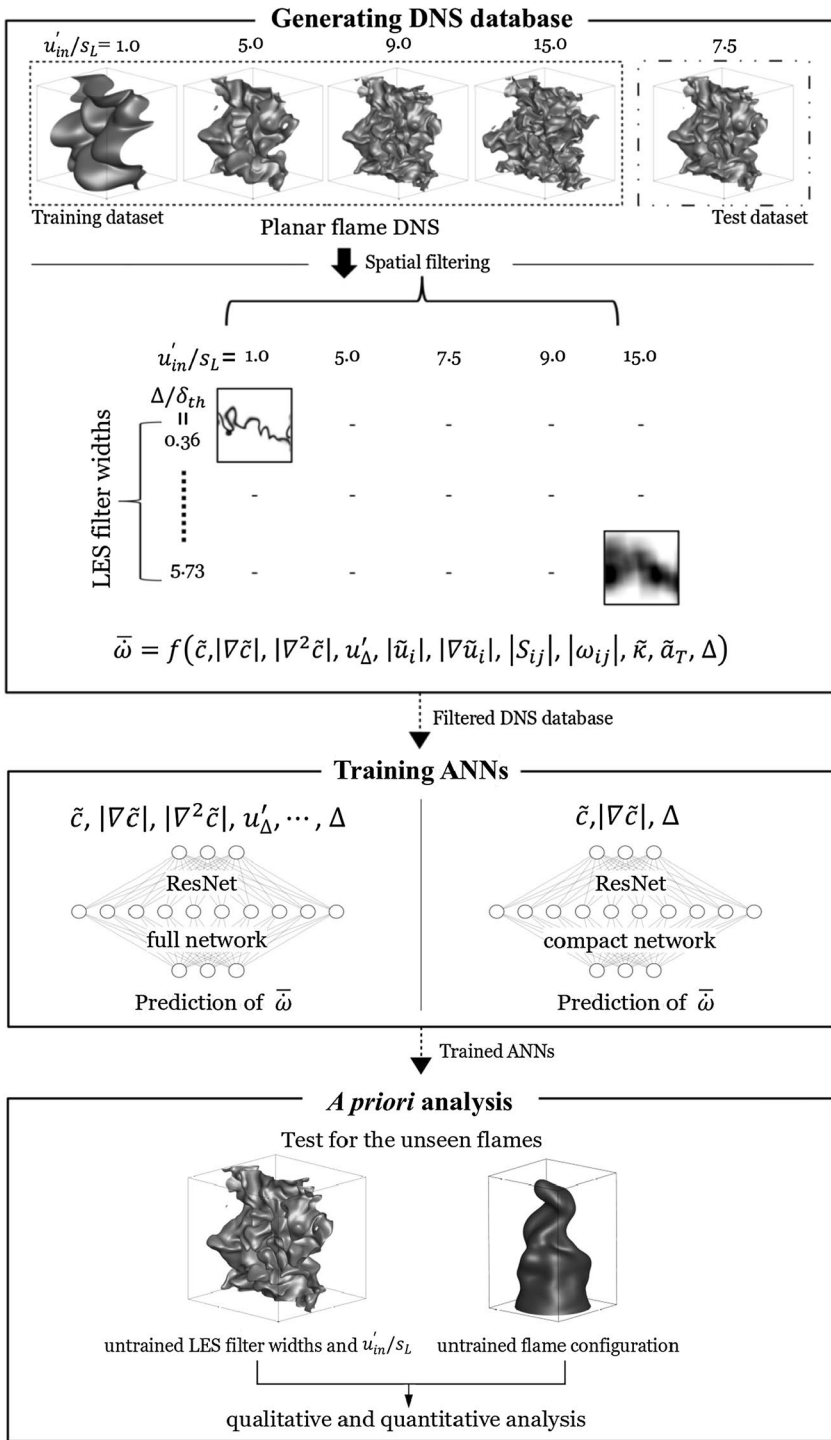 Generating DNS database
u'in/sL= 1.0 5.0 9.0 15.0 7.5
Training dataset
Planar flame DNS
Test dataset
Spatial filtering
u'in/sL= 1.0 5.0 7.5 9.0 15.0
Δ/δth
=
0.36 - - - -
LES filter widths
- - - - -
5.73 - - - -
ω̇̅ = f(c̃,|∇c̃|, |∇²c̃|, u′Δ, |ũi|, |∇ũi|, |Sij|, |ωij|, κ̃, ãT, Δ)
Filtered DNS database
Training ANNs
c̃, |∇c̃|, |∇²c̃|, u′Δ, ⋯, Δ
ResNet
full network
Prediction of ω̇̅
c̃,|∇c̃|, Δ
ResNet
compact network
Prediction of ω̇̅
Trained ANNs
A priori analysis
Test for the unseen flames
untrained LES filter widths and u'in/sL
untrained flame configuration
qualitative and quantitative analysis